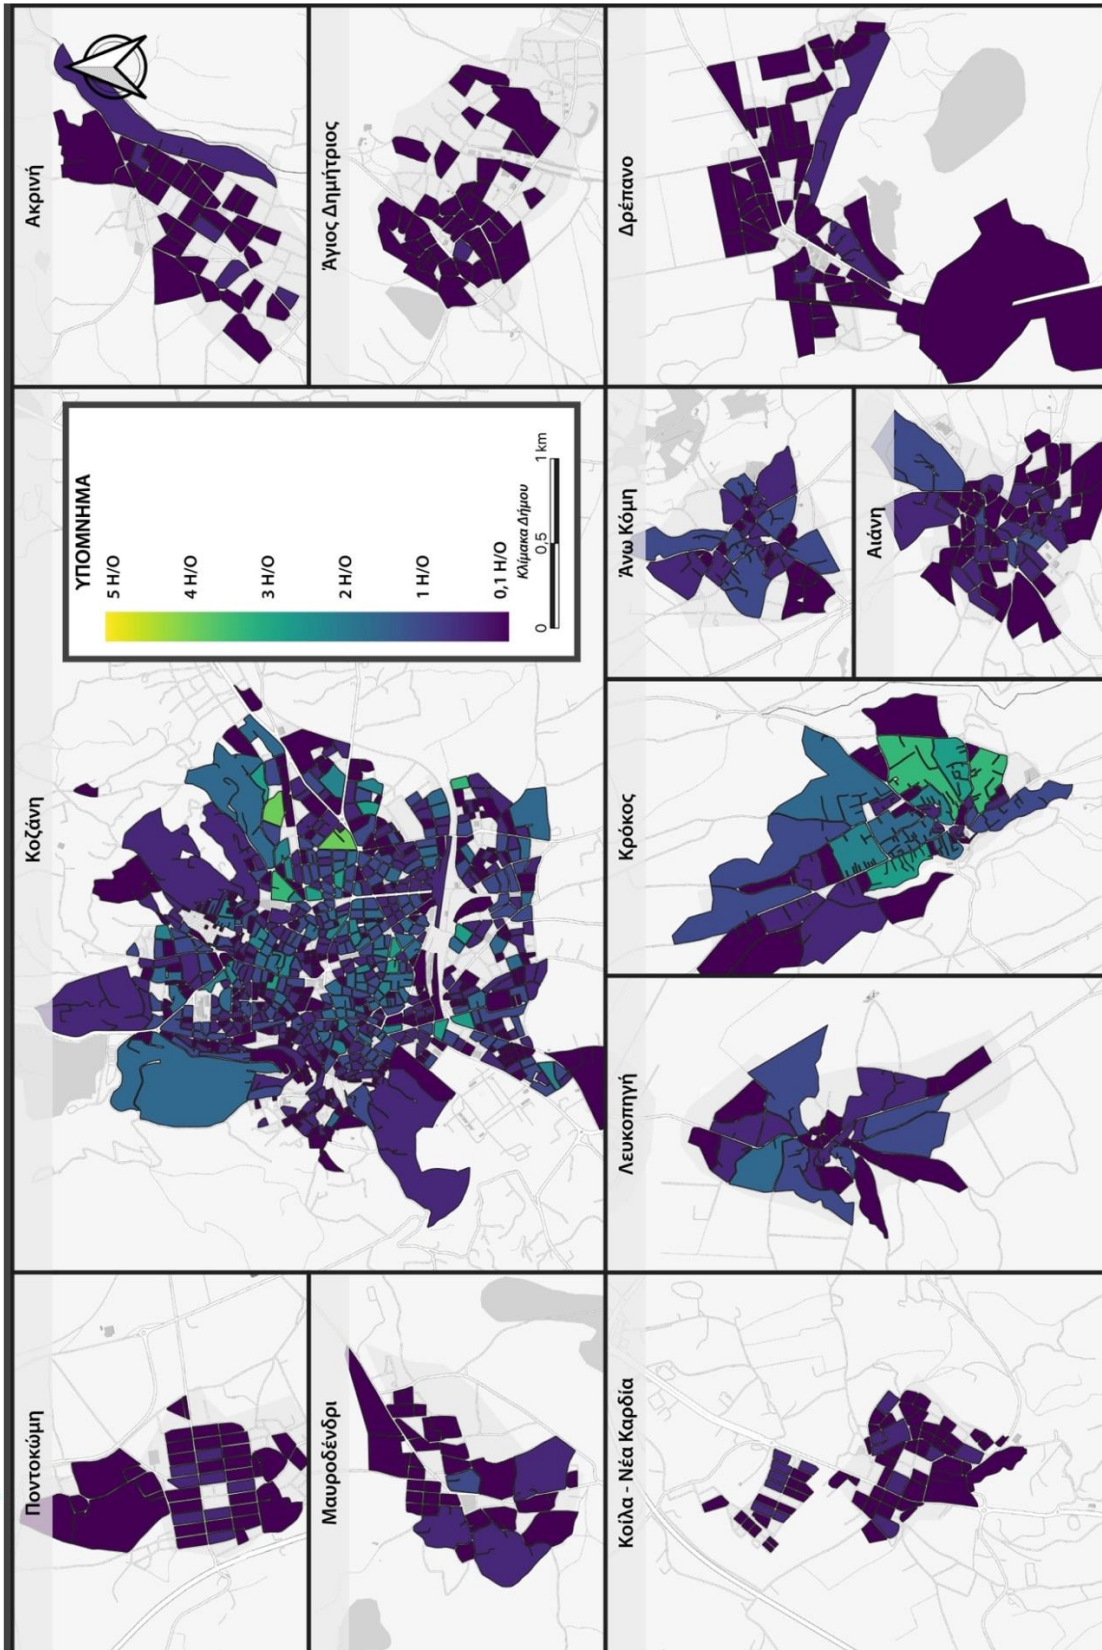 Ποντοκώμη
Κοζάνη
Ακρινή
ΥΠΟΜΝΗΜΑ
5 Η/Ο
4 Η/Ο
3 Η/Ο
2 Η/Ο
1 Η/Ο
0,1 Η/Ο
Κλίμακα Δήμου
0
0,5
1 km
Μαυροδένδρι
Άγιος Δημήτριος
Κοίλα - Νέα Καρδία
Λευκοπηγή
Κρόκος
Άνω Κόμη
Δρέπανο
Αιάνη